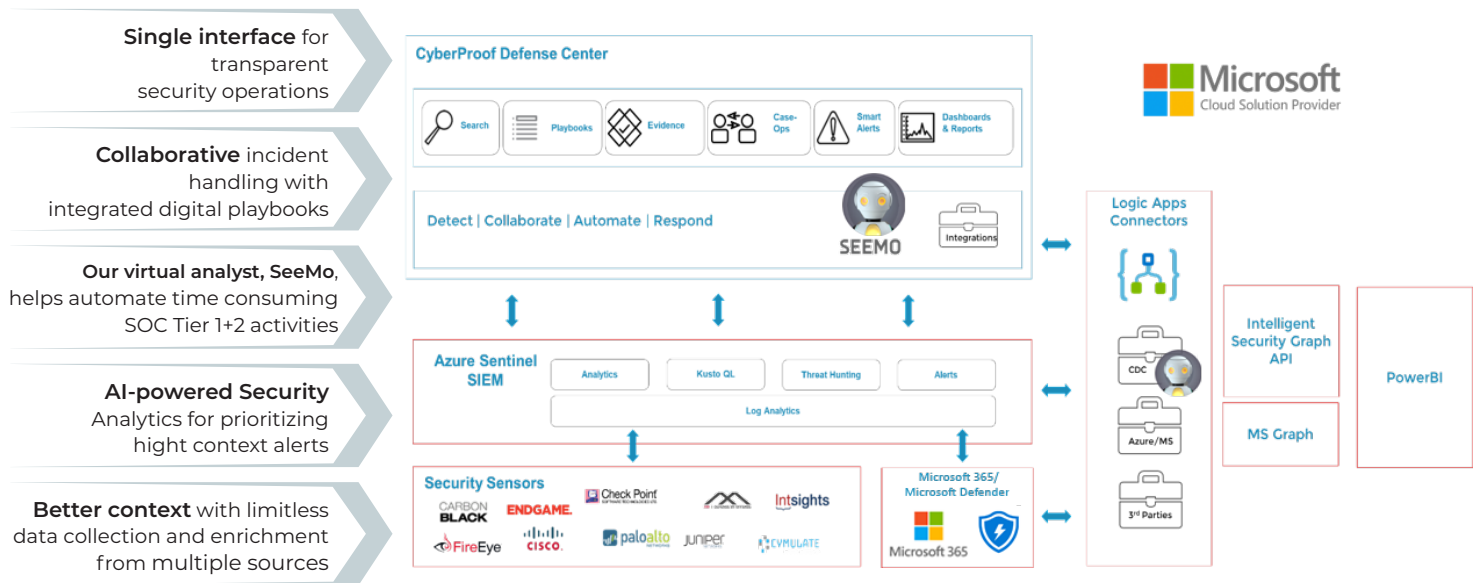 Single interface for
transparent
security operations
Collaborative incident
handling with
integrated digital playbooks
Our virtual analyst, SeeMo,
helps automate time consuming
SOC Tier 1+2 activities
AI-powered Security
Analytics for prioritizing
hight context alerts
Better context with limitless
data collection and enrichment
from multiple sources
CyberProof Defense Center
Search
Playbooks
Evidence
Case-
Ops
Smart
Alerts
Dashboards
& Reports
Detect | Collaborate | Automate | Respond
SEEMO
Integrations
Azure Sentinel
SIEM
Analytics
Kusto QL
Threat Hunting
Alerts
Log Analytics
Security Sensors
CARBON
BLACK
ENDGAME.
Check Point
SOFTWARE TECHNOLOGIES LTD
Intsights
FireEye
CISCO
paloalto
NETWORKS
JUNIPER
CYMULATE
Microsoft 365/
Microsoft Defender
Microsoft 365
Microsoft
Cloud Solution Provider
Logic Apps
Connectors
CDC
Azure/MS
3rd Parties
Intelligent
Security Graph
API
MS Graph
PowerBI